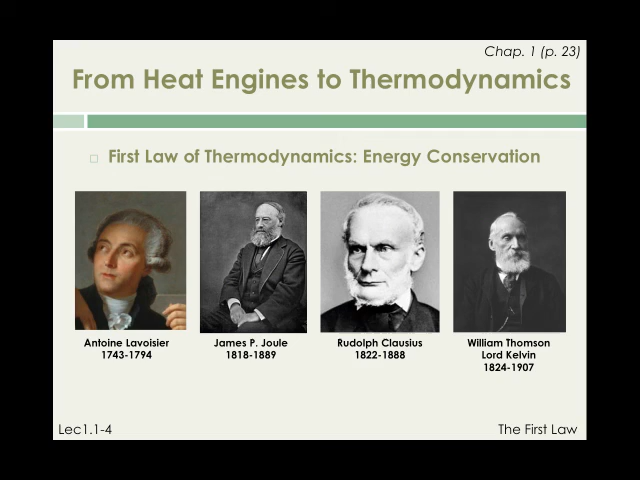 Chap. 1 (p. 23)
From Heat Engines to Thermodynamics
First Law of Thermodynamics: Energy Conservation
Antoine Lavoisier
1743-1794
James P. Joule
1818-1889
Rudolph Clausius
1822-1888
William Thomson
Lord Kelvin
1824-1907
Lec1.1-4
The First Law